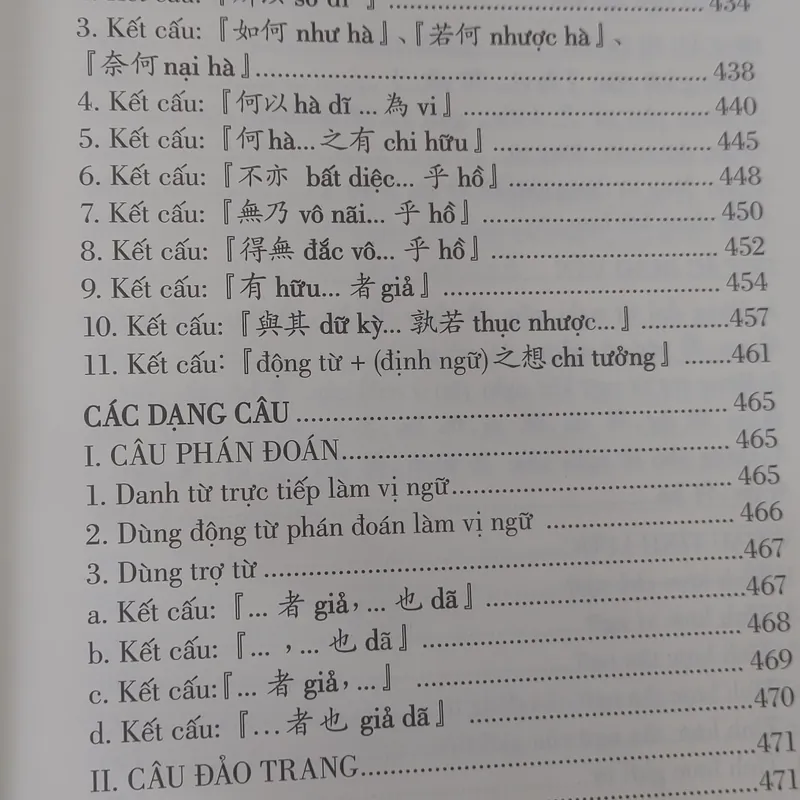 434
3. Kết cấu: 『如何 như hà』、『若何 nhược hà』、
『奈何 nại hà』........438
4. Kết cấu: 『何以 hà dĩ ... 為 vi』........440
5. Kết cấu: 『何 hà... 之有 chi hữu』........445
6. Kết cấu: 『不亦 bất diệc... 乎 hồ』........448
7. Kết cấu: 『無乃 vô nãi... 乎 hồ』........450
8. Kết cấu: 『得無 đắc vô... 乎 hồ』........452
9. Kết cấu: 『有 hữu... 者 giả』........454
10. Kết cấu: 『與其 dữ kỳ... 孰若 thục nhược...』........457
11. Kết cấu: 『động từ + (định ngữ) 之想 chi tưởng』........461
CÁC DẠNG CÂU........465
I. CÂU PHÁN ĐOÁN........465
1. Danh từ trực tiếp làm vị ngữ........465
2. Dùng động từ phán đoán làm vị ngữ ........466
3. Dùng trợ từ........467
a. Kết cấu: 『... 者 giả, ... 也 dã』........467
b. Kết cấu: 『... , ... 也 dã』........468
c. Kết cấu:『... 者 giả, ...』........469
d. Kết cấu: 『...者也 giả dã』........470
II. CÂU ĐẢO TRANG........471
471